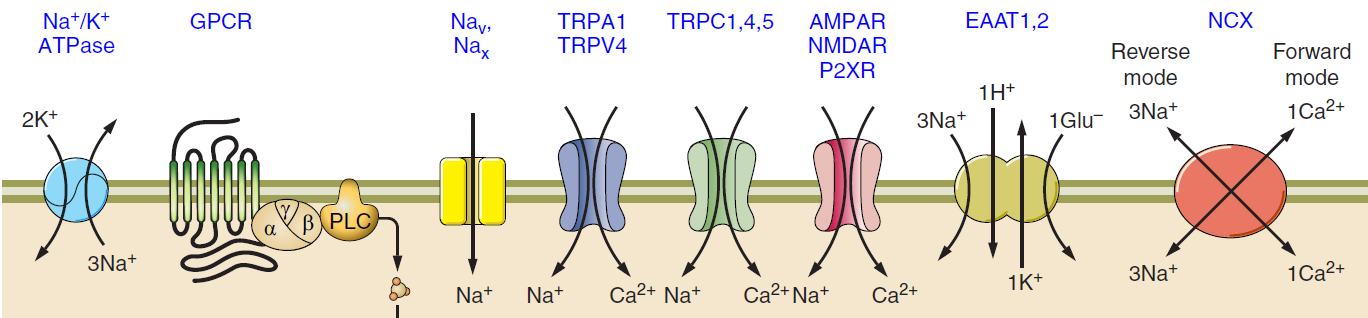 Na⁺/K⁺
ATPase
GPCR
Naᵥ,
Naₓ
TRPA1
TRPV4
TRPC1,4,5
AMPAR
NMDAR
P2XR
EAAT1,2
NCX
Reverse
mode
Forward
mode
2K⁺
3Na⁺
γ
α
β
PLC
Na⁺
Na⁺
Ca²⁺
Na⁺
Ca²⁺
Na⁺
Ca²⁺
3Na⁺
1H⁺
1Glu⁻
1K⁺
3Na⁺
1Ca²⁺
3Na⁺
1Ca²⁺